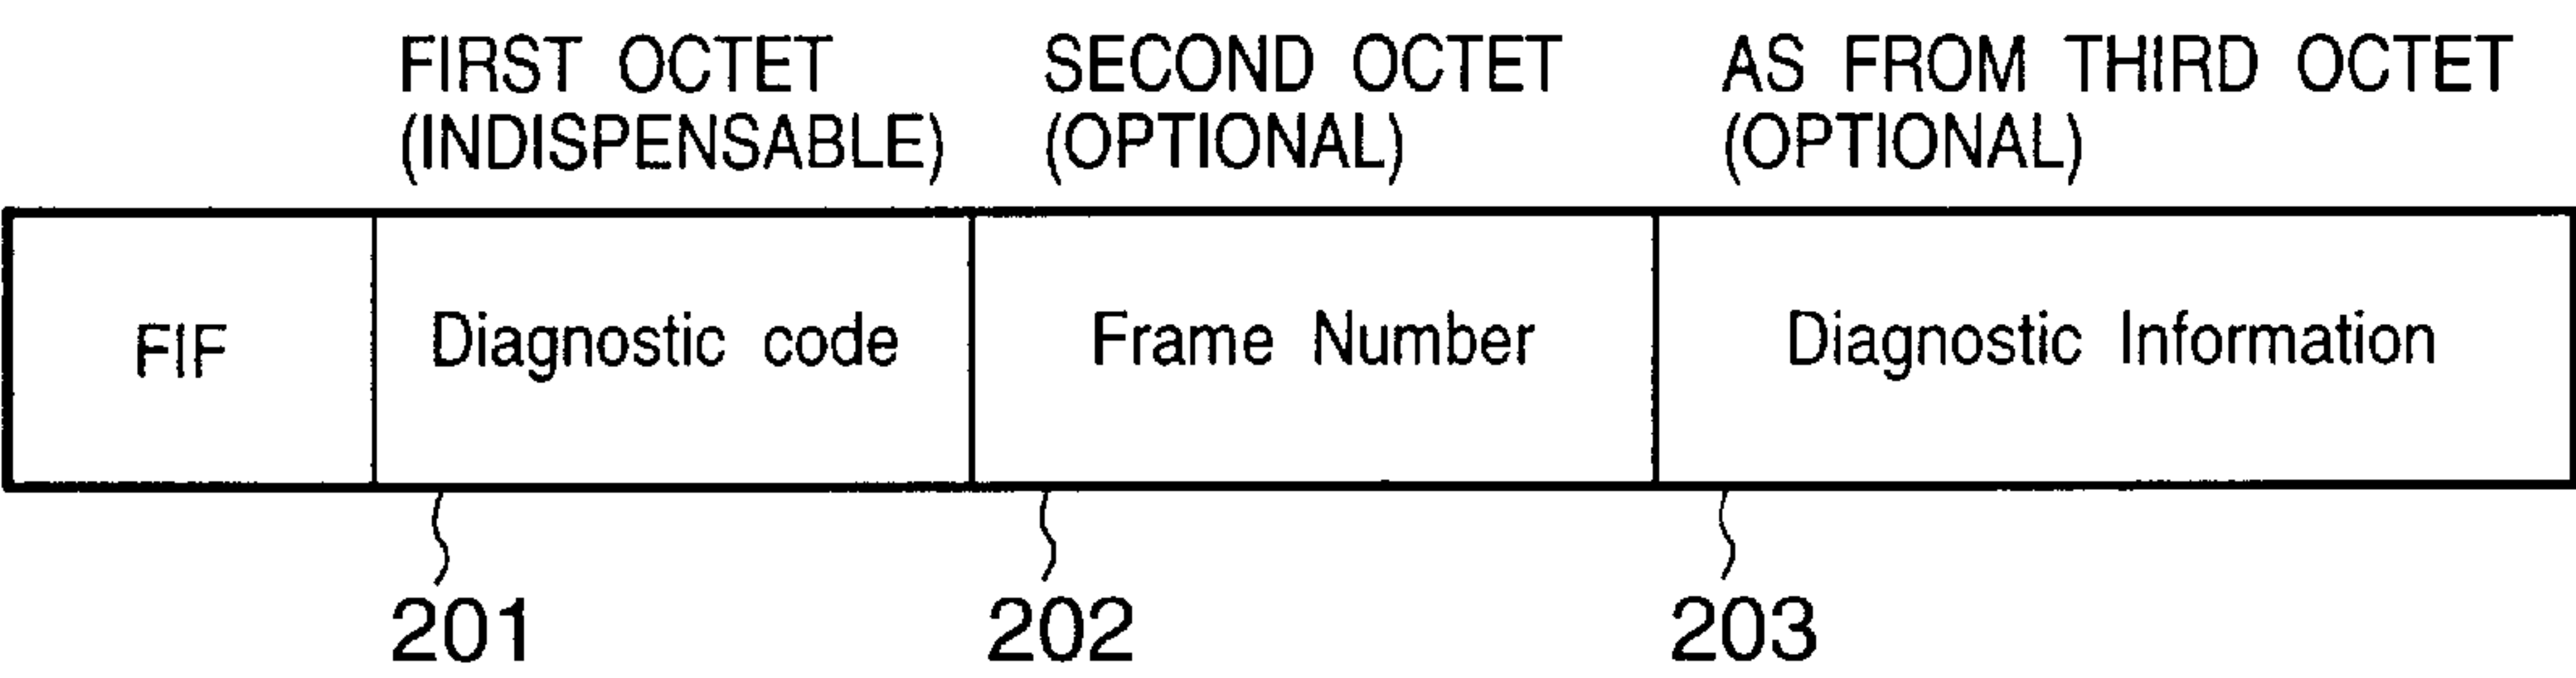 FIRST OCTET
(INDISPENSABLE)
SECOND OCTET
(OPTIONAL)
AS FROM THIRD OCTET
(OPTIONAL)
FIF
Diagnostic code
Frame Number
Diagnostic Information
201
202
203